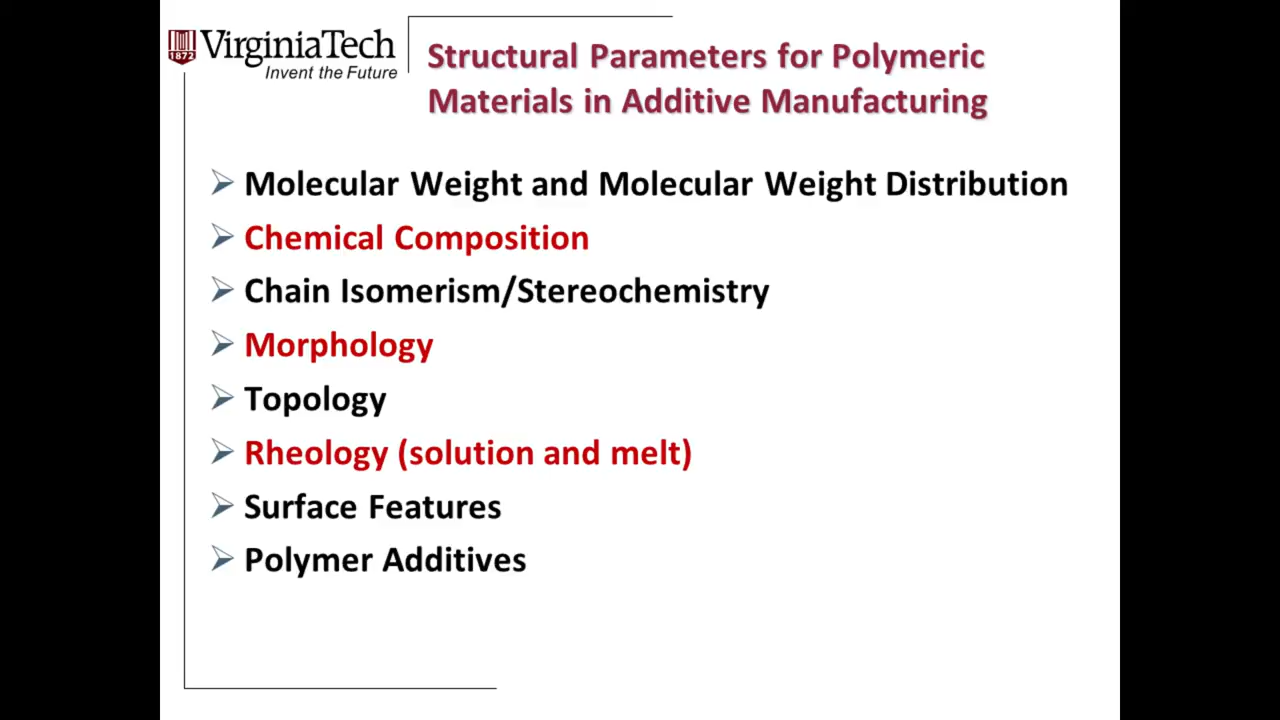 VirginiaTech
1872
Invent the Future
Structural Parameters for Polymeric
Materials in Additive Manufacturing
Molecular Weight and Molecular Weight Distribution
Chemical Composition
Chain Isomerism/Stereochemistry
Morphology
Topology
Rheology (solution and melt)
Surface Features
Polymer Additives